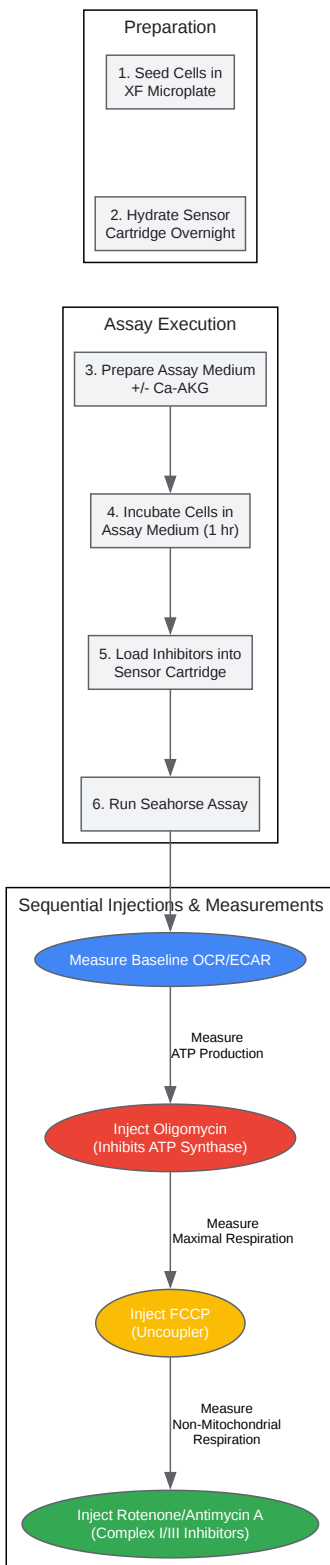 Preparation
1. Seed Cells in
XF Microplate
2. Hydrate Sensor
Cartridge Overnight
Assay Execution
3. Prepare Assay Medium
+/- Ca-AKG
4. Incubate Cells in
Assay Medium (1 hr)
5. Load Inhibitors into
Sensor Cartridge
6. Run Seahorse Assay
Sequential Injections & Measurements
Measure Baseline OCR/ECAR
Measure
ATP Production
Inject Oligomycin
(Inhibits ATP Synthase)
Measure
Maximal Respiration
Inject FCCP
(Uncoupler)
Measure
Non-Mitochondrial
Respiration
Inject Rotenone/Antimycin A
(Complex I/III Inhibitors)